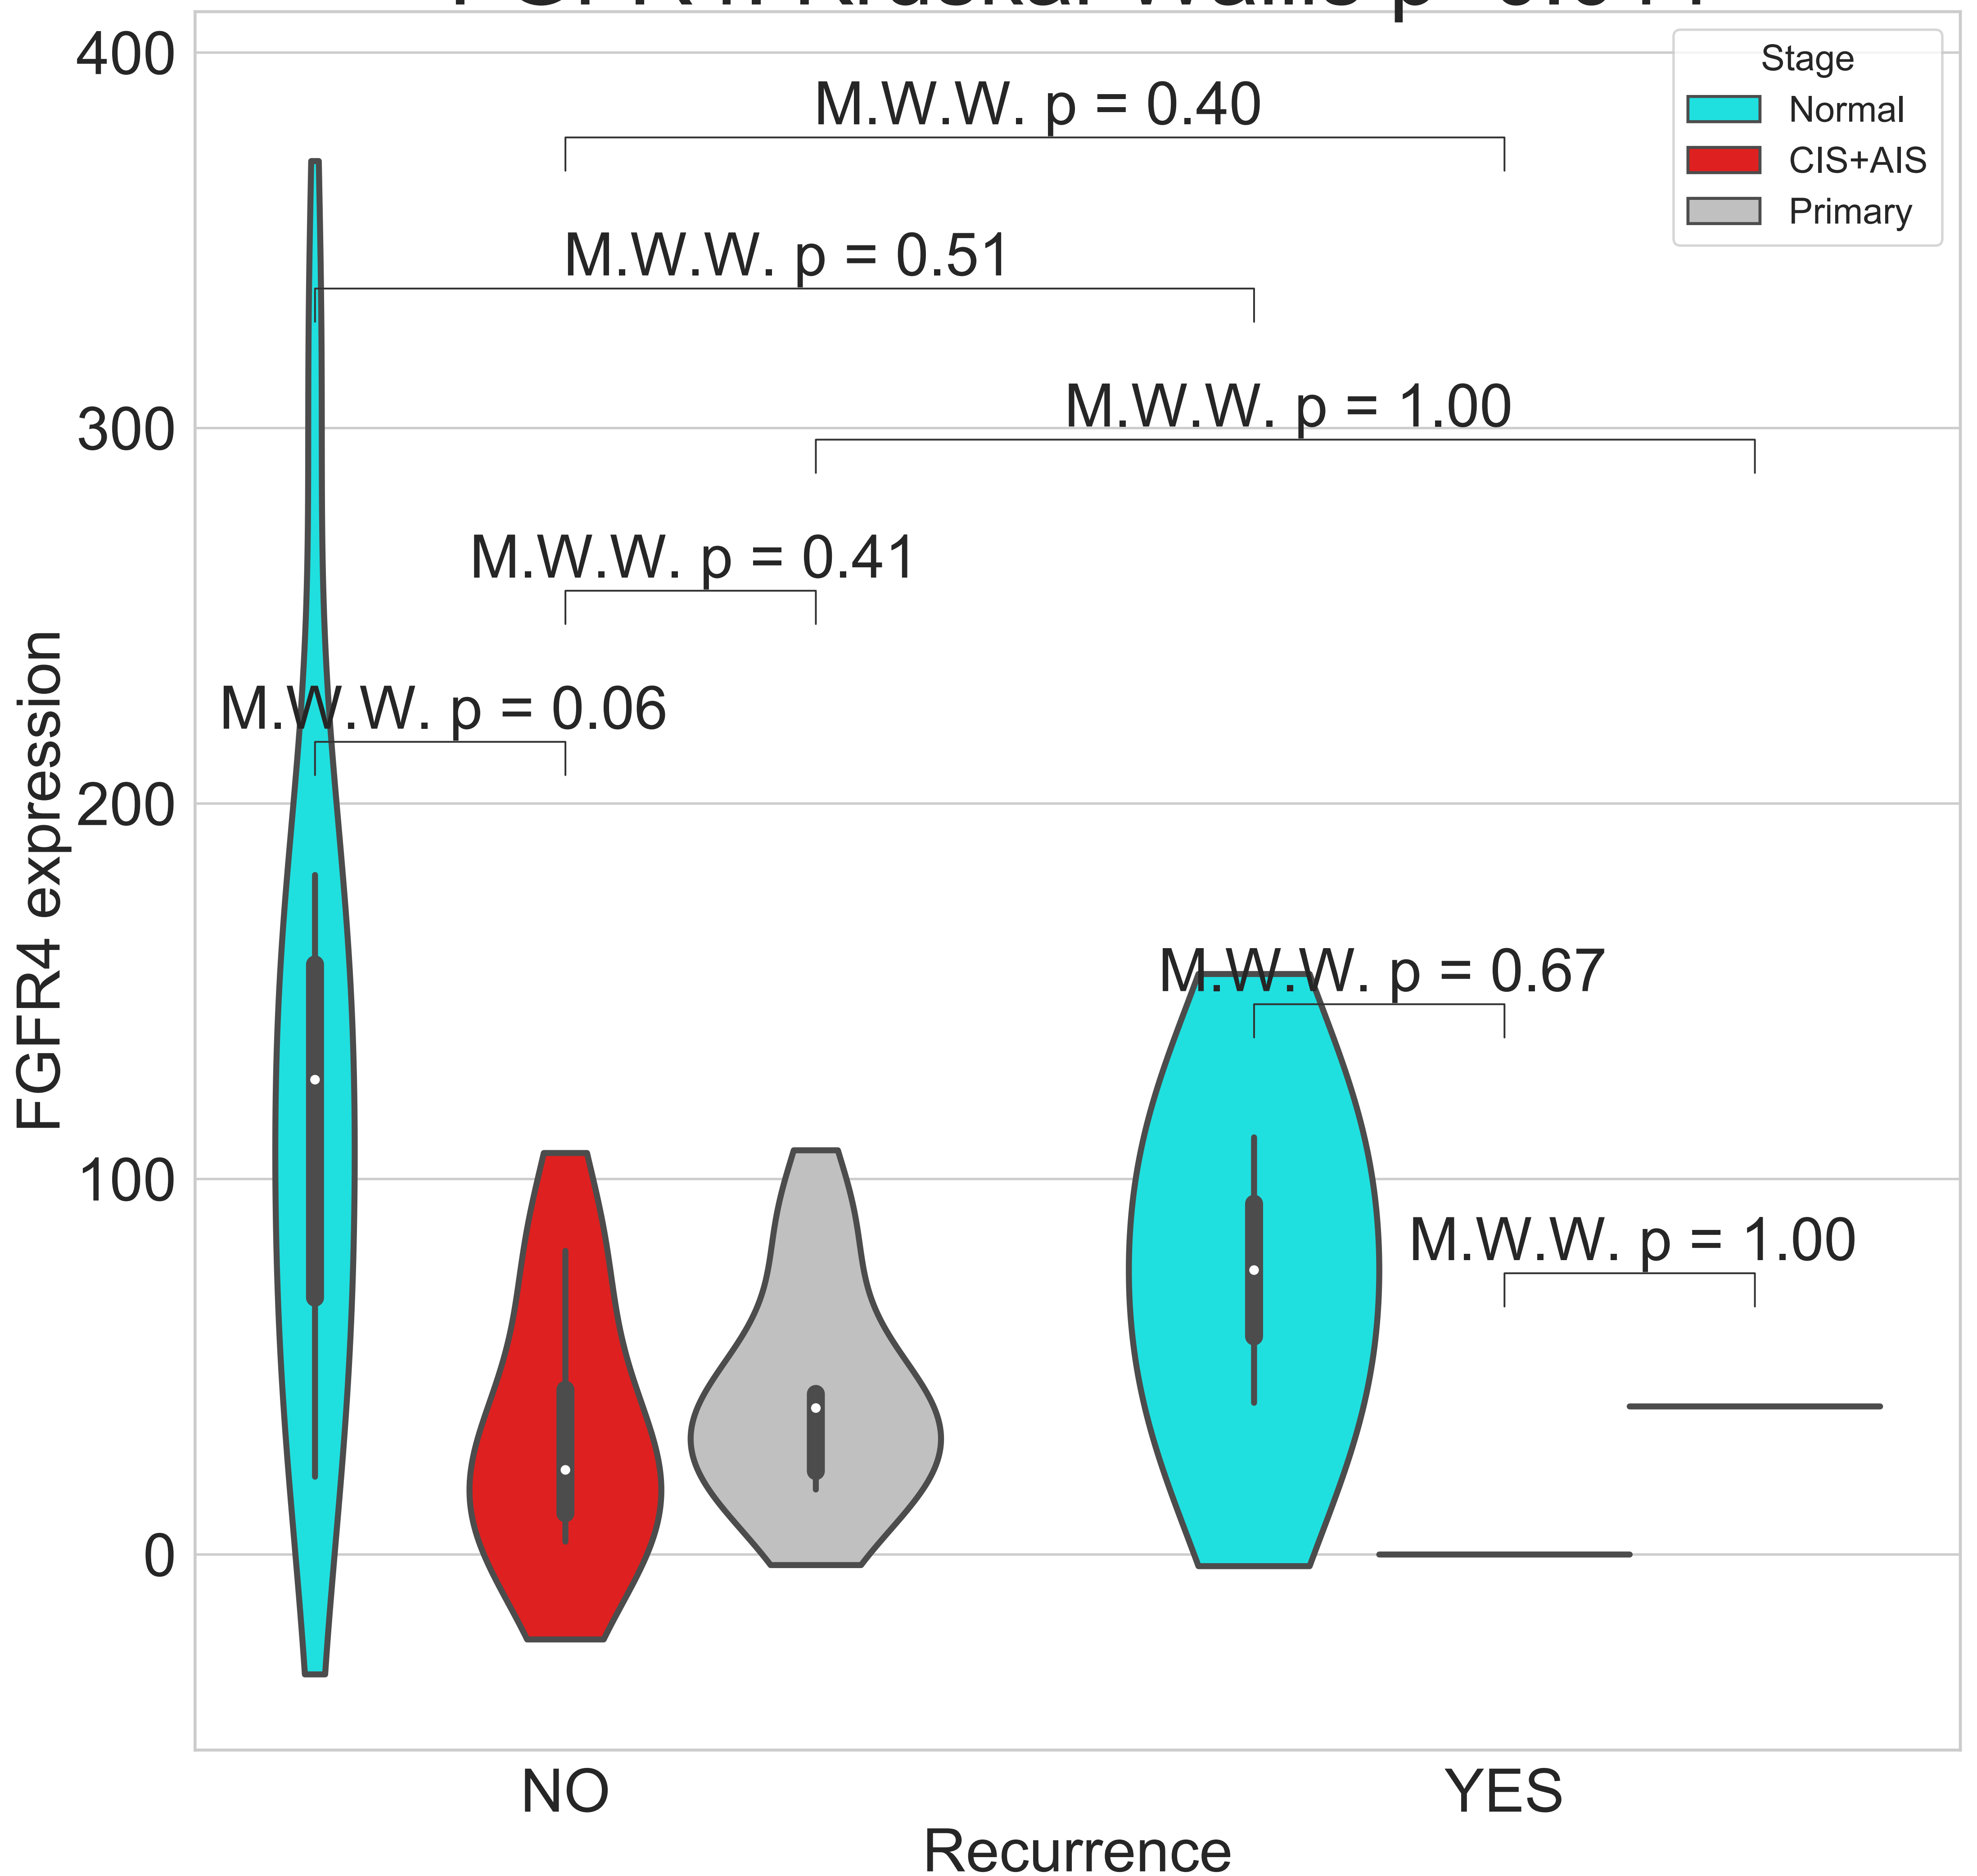 400
300
200
100
0
FGFR4 expression
M.W.W. p = 0.40
M.W.W. p = 0.51
M.W.W. p = 1.00
M.W.W. p = 0.41
M.W.W. p = 0.06
M.W.W. p = 0.67
M.W.W. p = 1.00
Stage
Normal
CIS+AIS
Primary
NO
YES
Recurrence